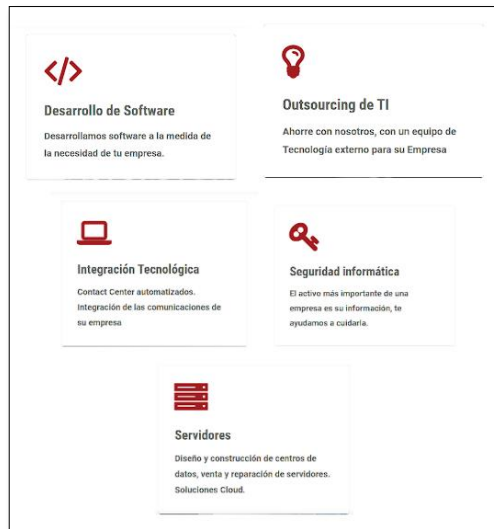 Desarrollo de Software
Desarrollamos software a la medida de
la necesidad de tu empresa.
Outsourcing de TI
Ahorre con nosotros, con un equipo de
Tecnología externo para su Empresa
Integración Tecnológica
Contact Center automatizados.
Integración de las comunicaciones de
su empresa
Seguridad informática
El activo más importante de una
empresa es su información, te
ayudamos a cuidarla.
Servidores
Diseño y construcción de centros de
datos, venta y reparación de servidores.
Soluciones Cloud.